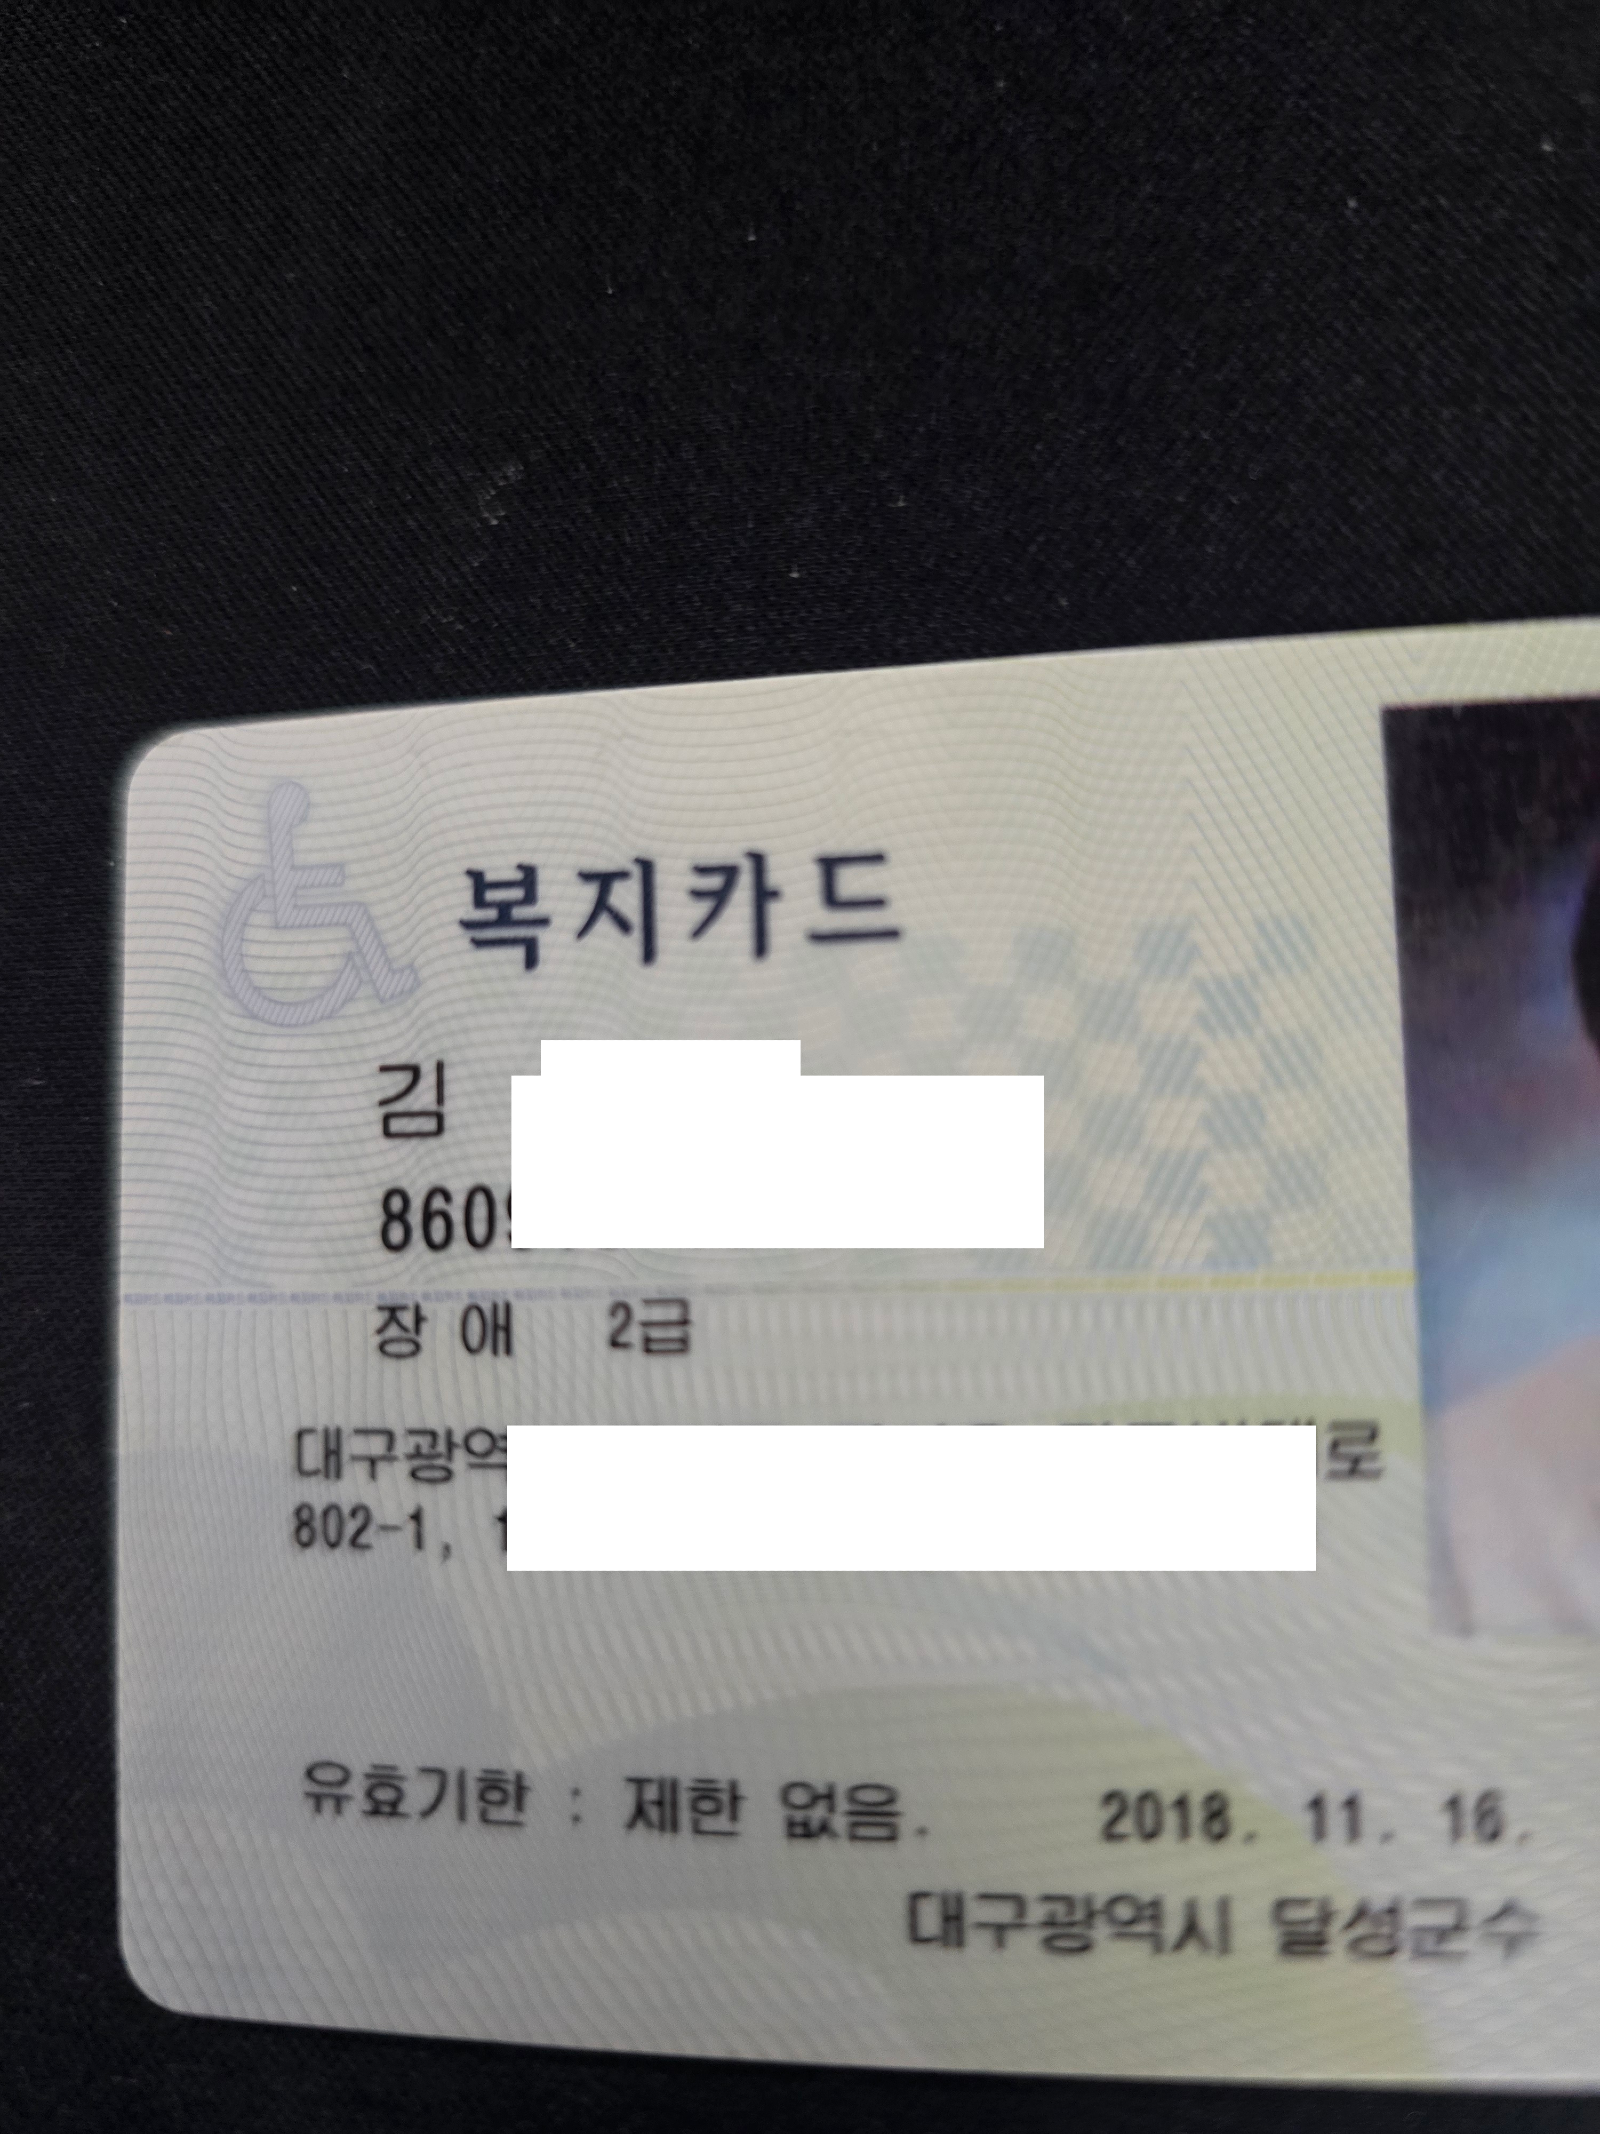 복지카드
김
860
장 애 2급
대구광역 로
802-1,
유효기한 : 제한 없음. 2018. 11. 16.
대구광역시 달성군수